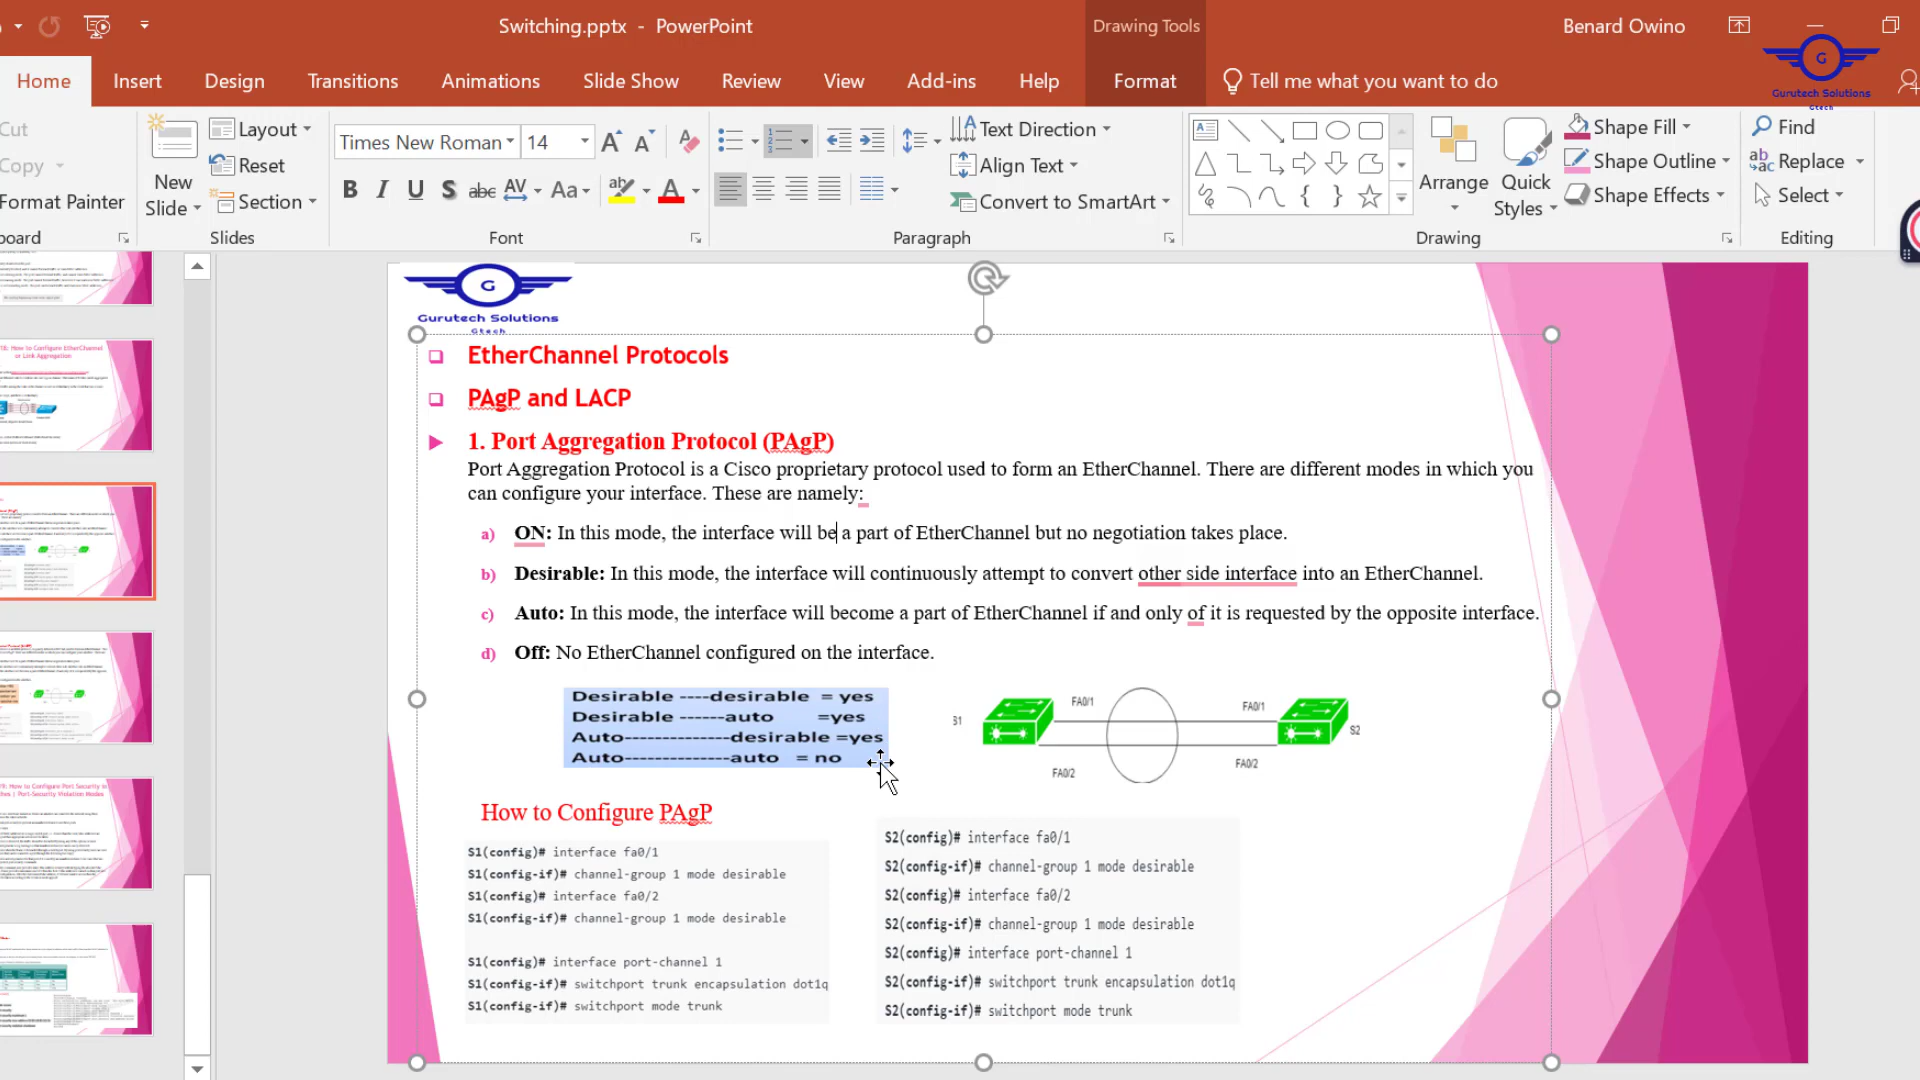 Switching.pptx - PowerPoint
Drawing Tools
Benard Owino
Home
Insert
Design
Transitions
Animations
Slide Show
Review
View
Add-ins
Help
Format
Tell me what you want to do
G
Gurutech Solutions
Gtech
Cut
Copy
Format Painter
board
New
Slide
Layout
Reset
Section
Slides
Times New Roman
14
Font
Text Direction
Align Text
Convert to SmartArt
Paragraph
Arrange
Quick
Styles
Shape Fill
Shape Outline
Shape Effects
Drawing
Find
Replace
Select
Editing
G
Gurutech Solutions
Gtech
EtherChannel Protocols
PAgP and LACP
1. Port Aggregation Protocol (PAgP)
Port Aggregation Protocol is a Cisco proprietary protocol used to form an EtherChannel. There are different modes in which you
can configure your interface. These are namely:
a) ON: In this mode, the interface will be a part of EtherChannel but no negotiation takes place.
b) Desirable: In this mode, the interface will continuously attempt to convert other side interface into an EtherChannel.
c) Auto: In this mode, the interface will become a part of EtherChannel if and only of it is requested by the opposite interface.
d) Off: No EtherChannel configured on the interface.
Desirable ----desirable = yes
Desirable ------auto =yes
Auto--------------desirable =yes
Auto--------------auto = no
S1
FA0/1
FA0/1
S2
FA0/2
FA0/2
How to Configure PAgP
S1(config)# interface fa0/1
S1(config-if)# channel-group 1 mode desirable
S1(config)# interface fa0/2
S1(config-if)# channel-group 1 mode desirable
S1(config)# interface port-channel 1
S1(config-if)# switchport trunk encapsulation dot1q
S1(config-if)# switchport mode trunk
S2(config)# interface fa0/1
S2(config-if)# channel-group 1 mode desirable
S2(config)# interface fa0/2
S2(config-if)# channel-group 1 mode desirable
S2(config)# interface port-channel 1
S2(config-if)# switchport trunk encapsulation dot1q
S2(config-if)# switchport mode trunk